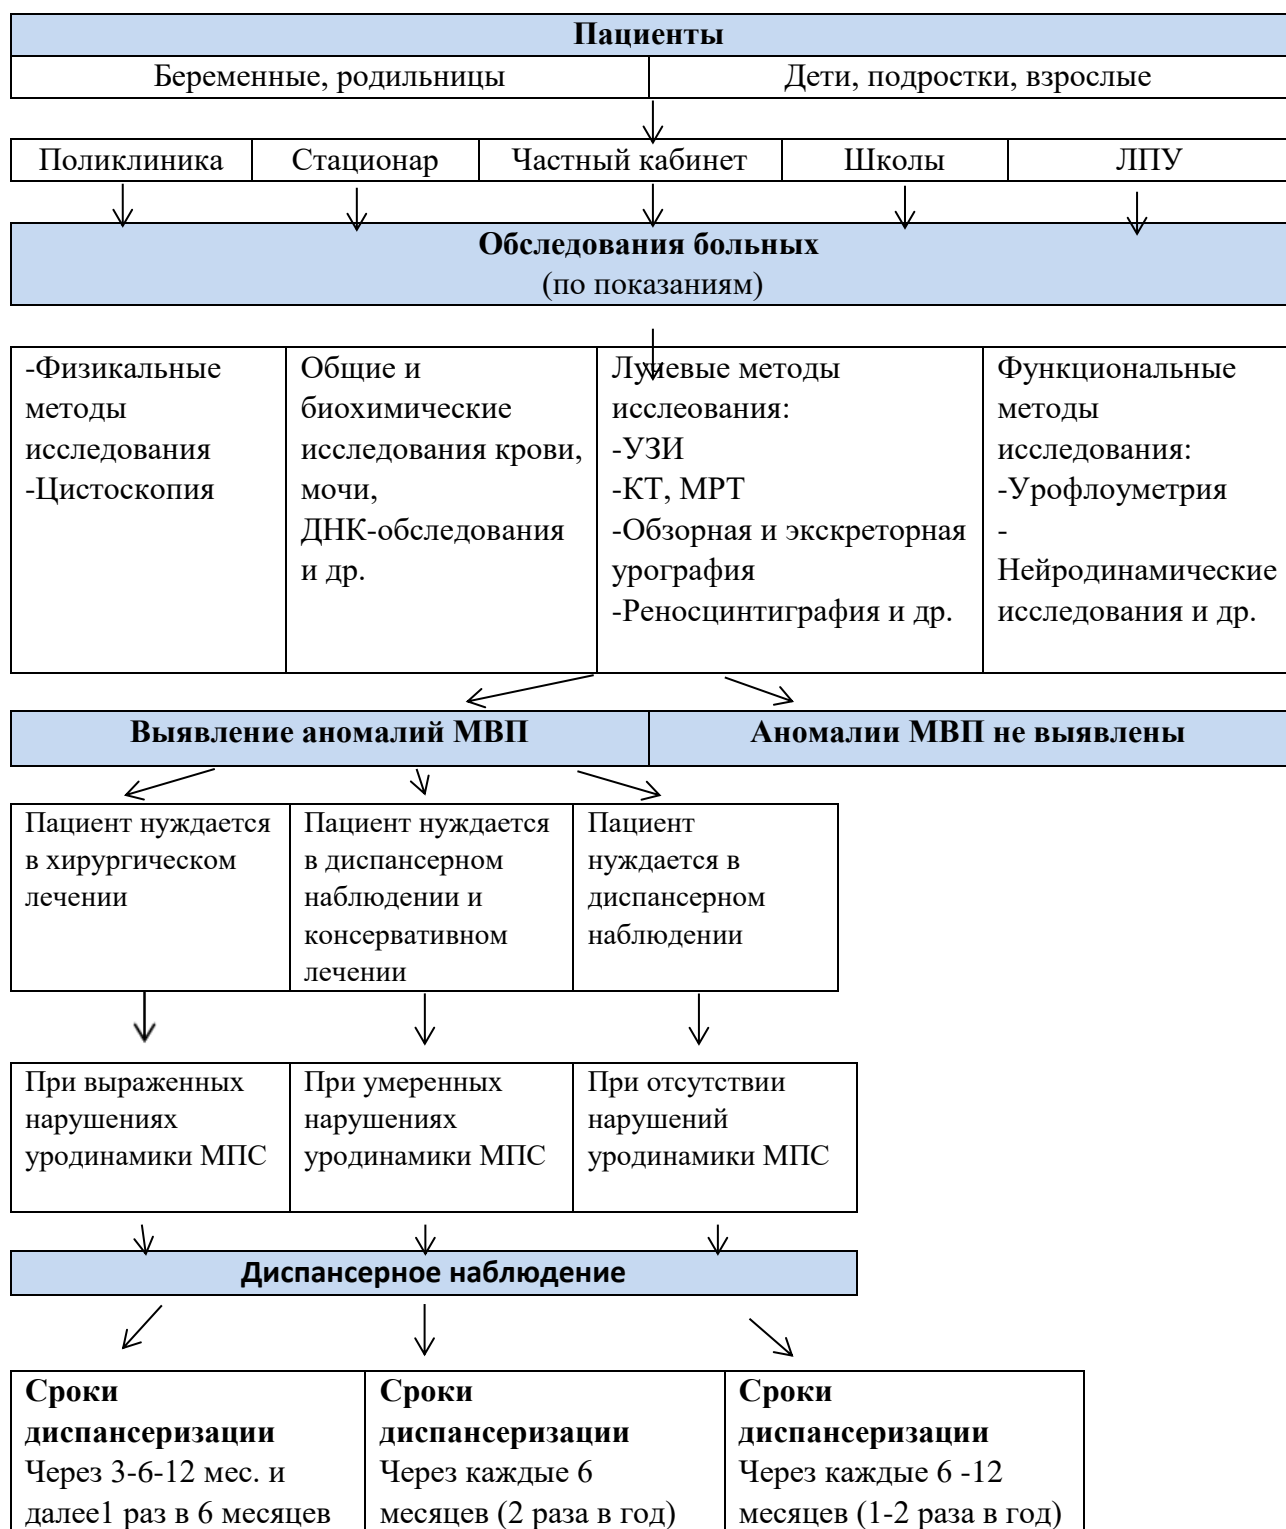 Пациенты
Беременные, родильницы
Дети, подростки, взрослые
Поликлиника
Стационар
Частный кабинет
Школы
ЛПУ
Обследования больных
(по показаниям)
-Физикальные
методы
исследования
-Цистоскопия
Общие и
биохимические
исследования крови,
мочи,
ДНК-обследования
и др.
Лучевые методы
исслеования:
-УЗИ
-КТ, МРТ
-Обзорная и экскреторная
урография
-Реносцинтиграфия и др.
Функциональные
методы
исследования:
-Урофлоуметрия
-
Нейродинамические
исследования и др.
Выявление аномалий МВП
Аномалии МВП не выявлены
Пациент нуждается
в хирургическом
лечении
Пациент нуждается
в диспансерном
наблюдении и
консервативном
лечении
Пациент
нуждается в
диспансерном
наблюдении
При выраженных
нарушениях
уродинамики МПС
При умеренных
нарушениях
уродинамики МПС
При отсутствии
нарушений
уродинамики МПС
Диспансерное наблюдение
Сроки
диспансеризации
Через 3-6-12 мес. и
далее1 раз в 6 месяцев
Сроки
диспансеризации
Через каждые 6
месяцев (2 раза в год)
Сроки
диспансеризации
Через каждые 6 -12
месяцев (1-2 раза в год)